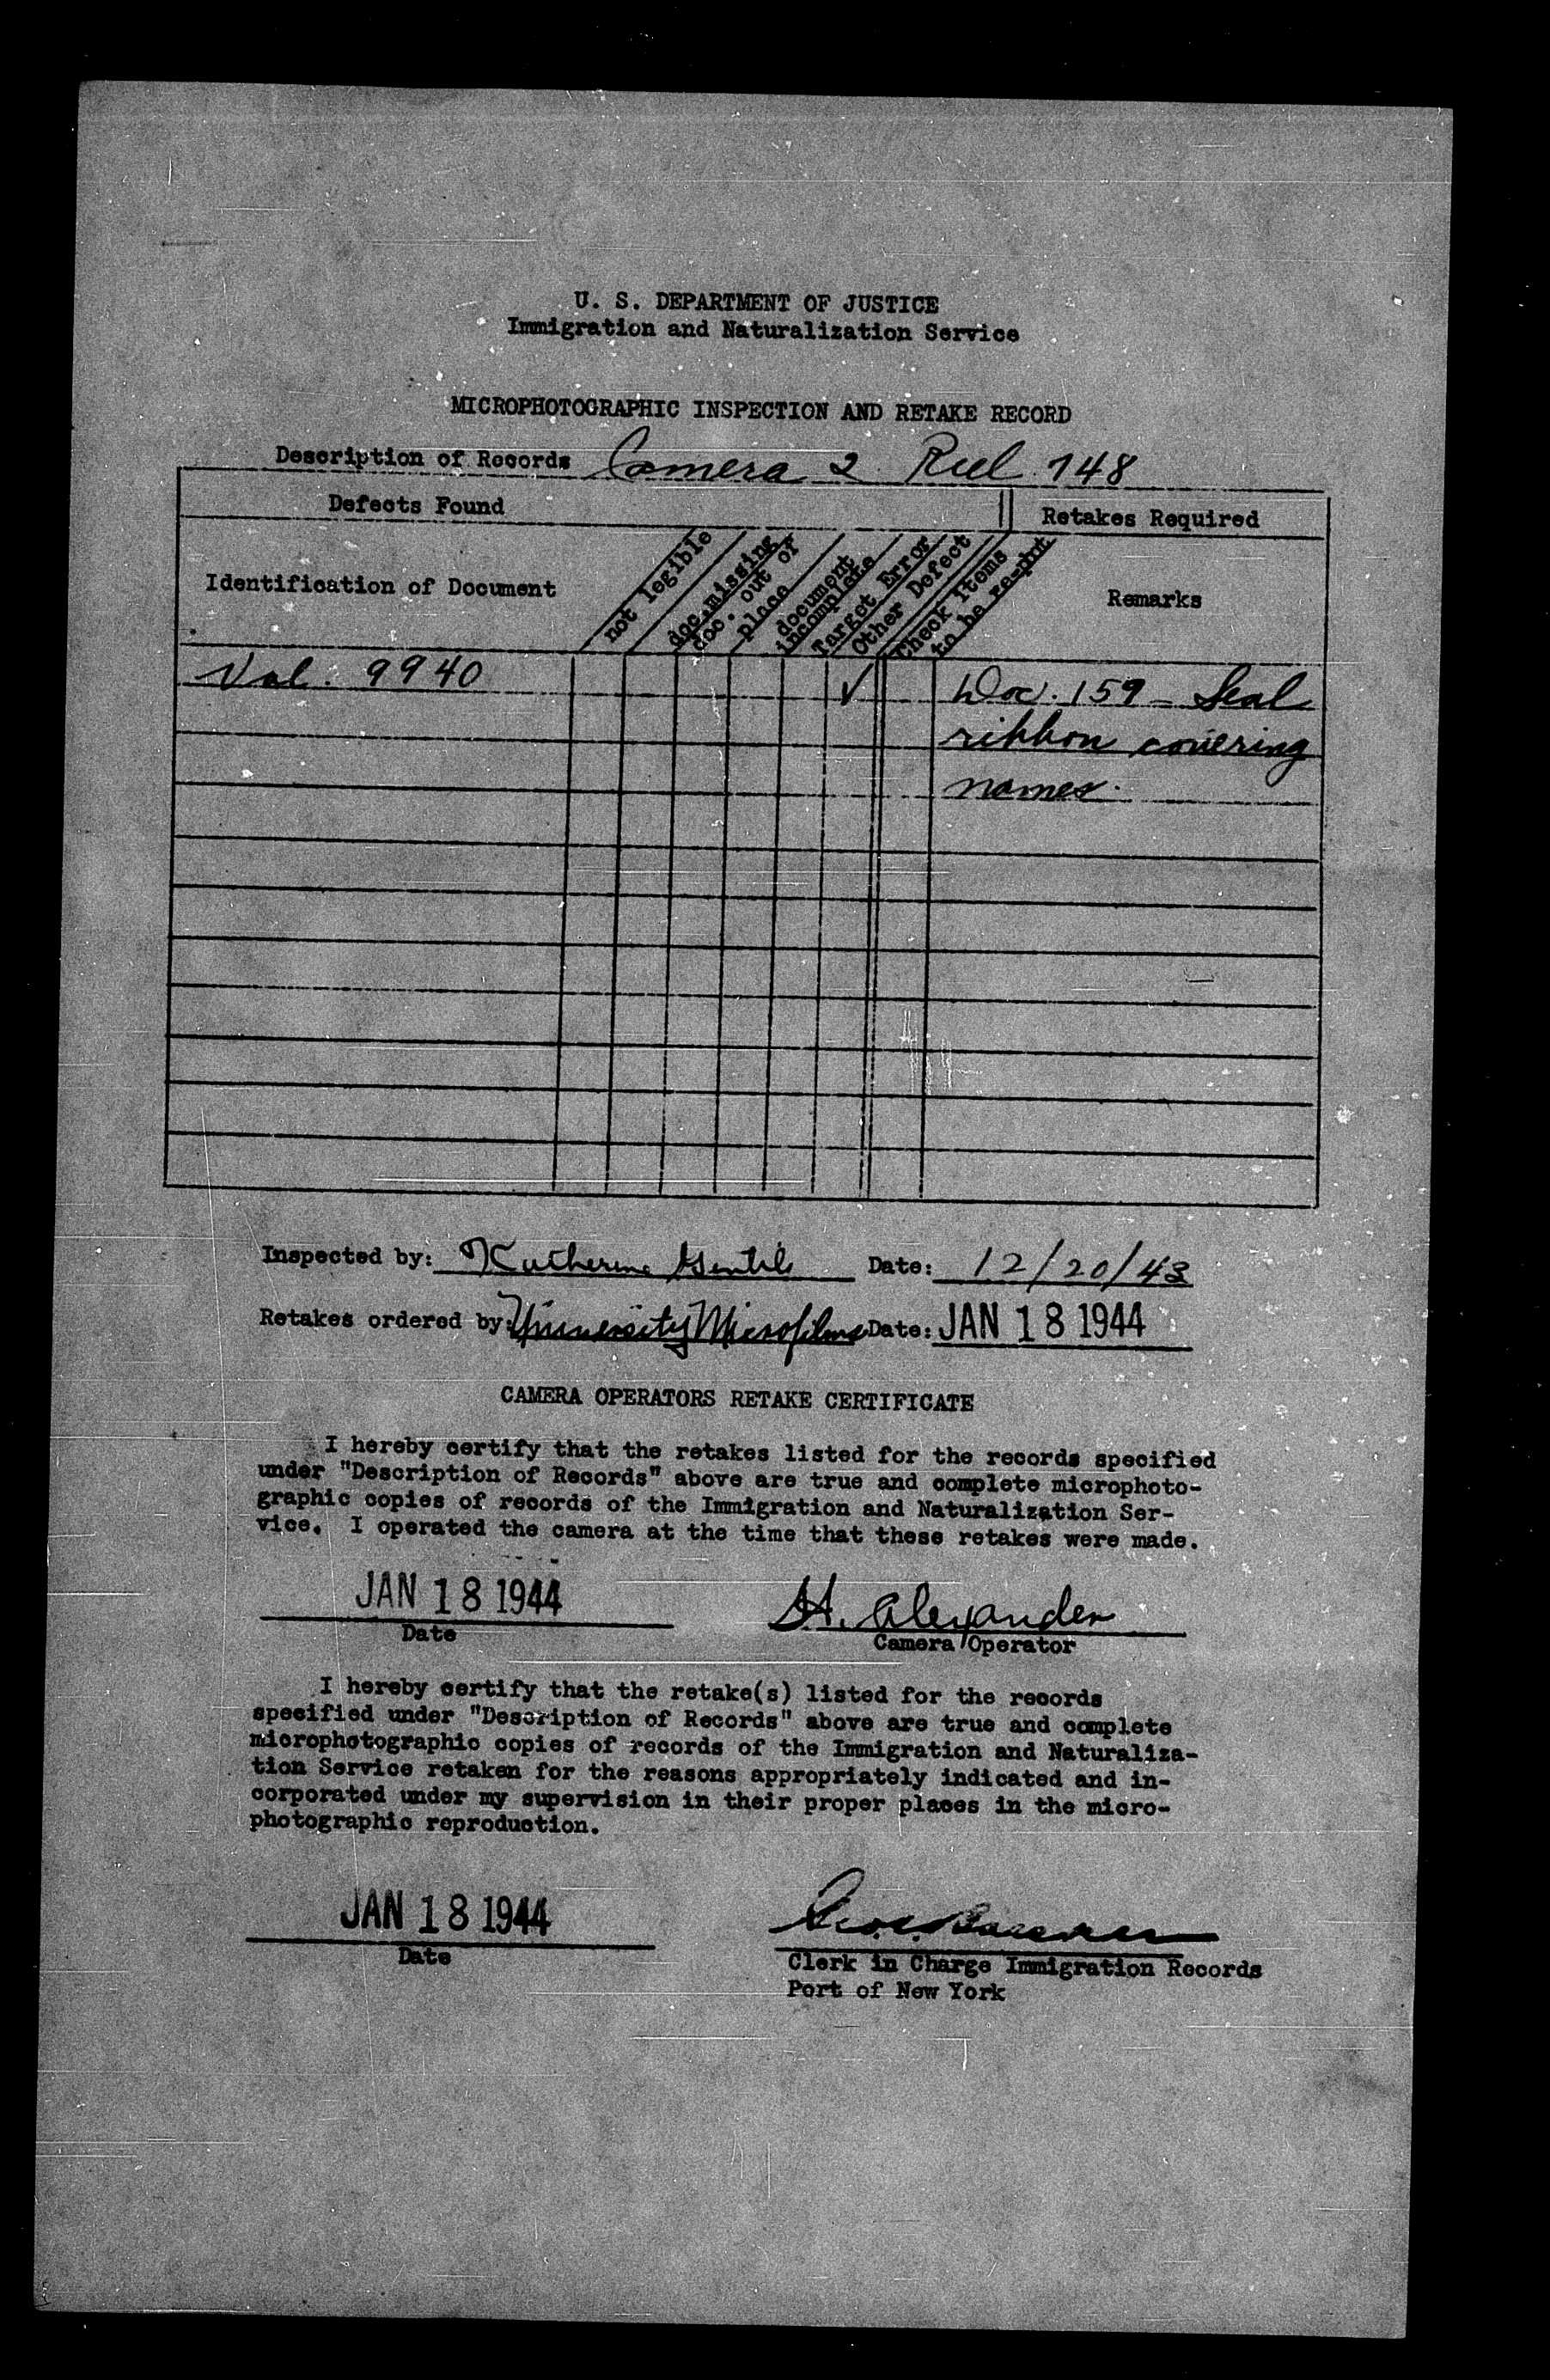 U. S. DEPARTMENT OF JUSTICE
Immigration and Naturalization Service
MICROPHOTOGRAPHIC INSPECTION AND RETAKE RECORD
Description of Records Camera 2 Reel 148
Defects Found
Retakes Required
Identification of Document
not legible
doc. missing
doc. out of
place
document
incomplete
Target Error
Other Defect
Check Items
to be re-phot
Remarks
Vol. 9940 ✓ Doc. 159 - Seal
ribbon covering
names.
Inspected by: Katherine Gentile Date: 12/20/43
Retakes ordered by: University Microfilms Date: JAN 18 1944
CAMERA OPERATORS RETAKE CERTIFICATE
I hereby certify that the retakes listed for the records specified
under "Description of Records" above are true and complete microphoto-
graphic copies of records of the Immigration and Naturalization Ser-
vice. I operated the camera at the time that these retakes were made.
JAN 18 1944 H. Alexander
Date Camera Operator
I hereby certify that the retake(s) listed for the records
specified under "Description of Records" above are true and complete
microphotographic copies of records of the Immigration and Naturaliza-
tion Service retaken for the reasons appropriately indicated and in-
corporated under my supervision in their proper places in the micro-
photographic reproduction.
JAN 18 1944
Date
Clerk in Charge Immigration Records
Port of New York